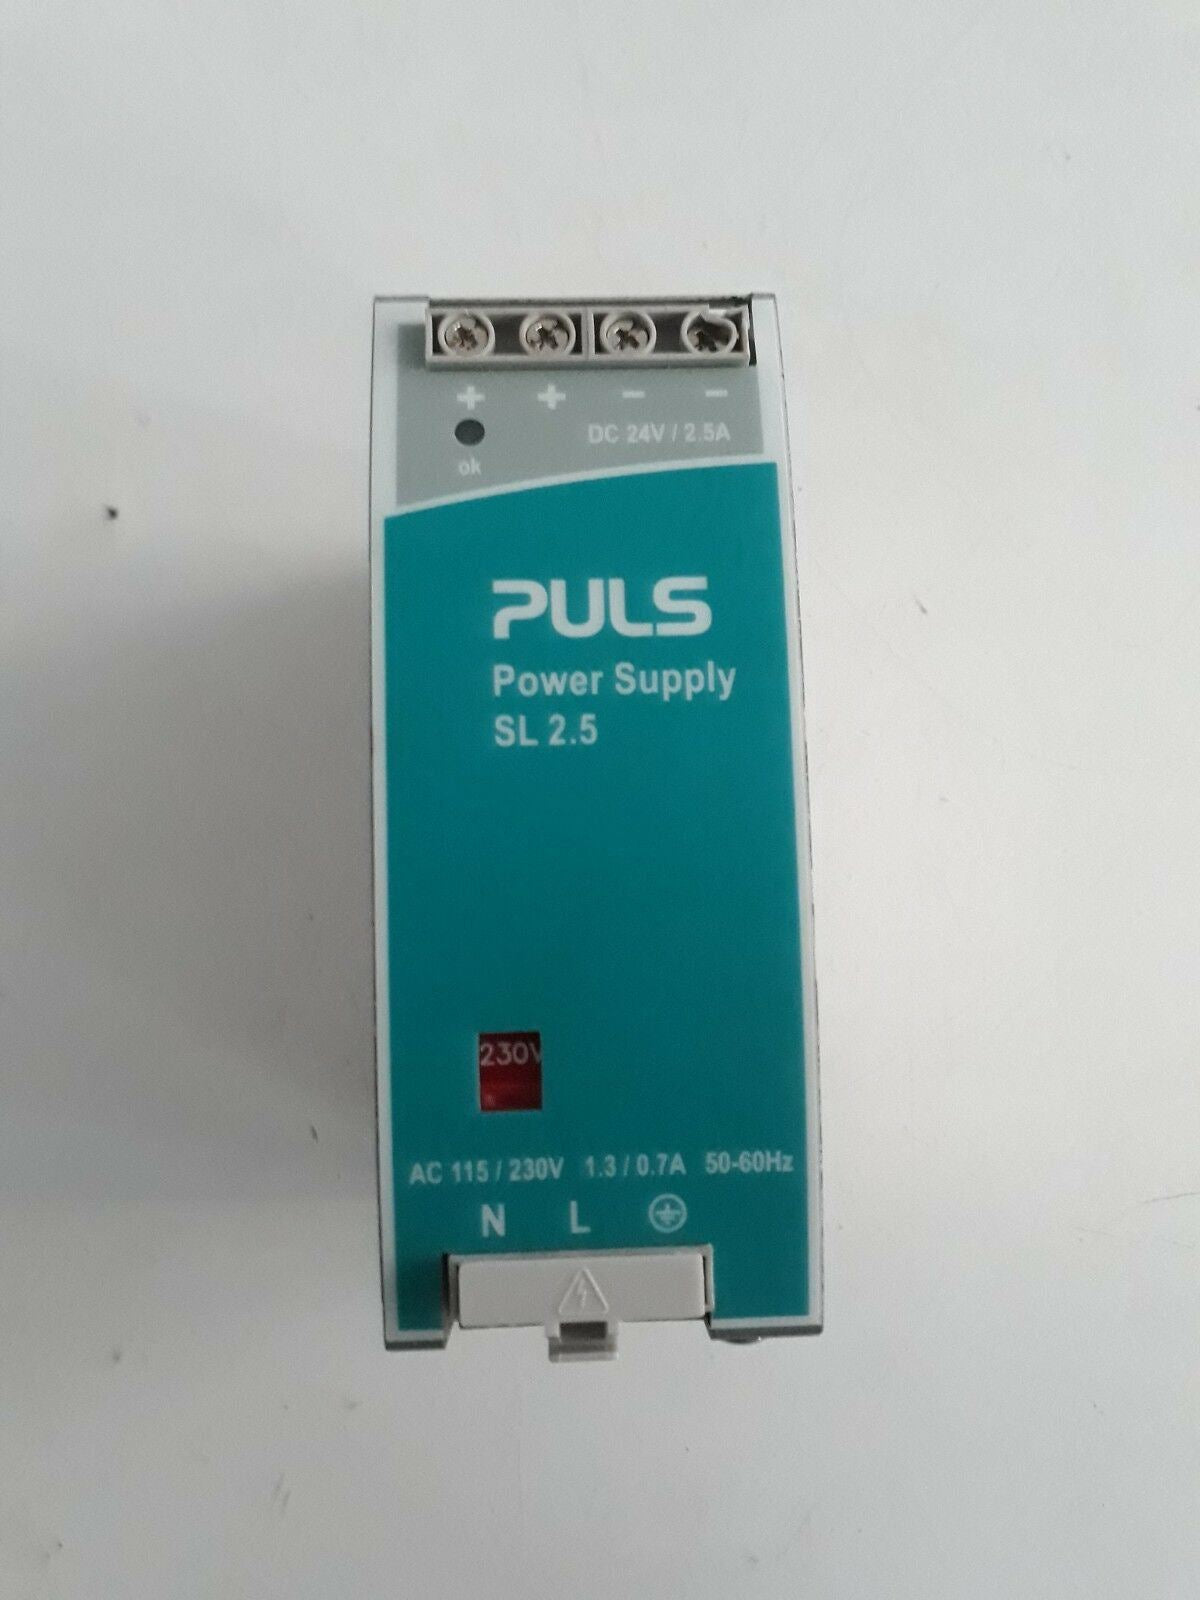 + + − −
DC 24V / 2.5A
ok
PULS
Power Supply
SL 2.5
230V
AC 115 / 230V 1.3 / 0.7A 50-60Hz
N L